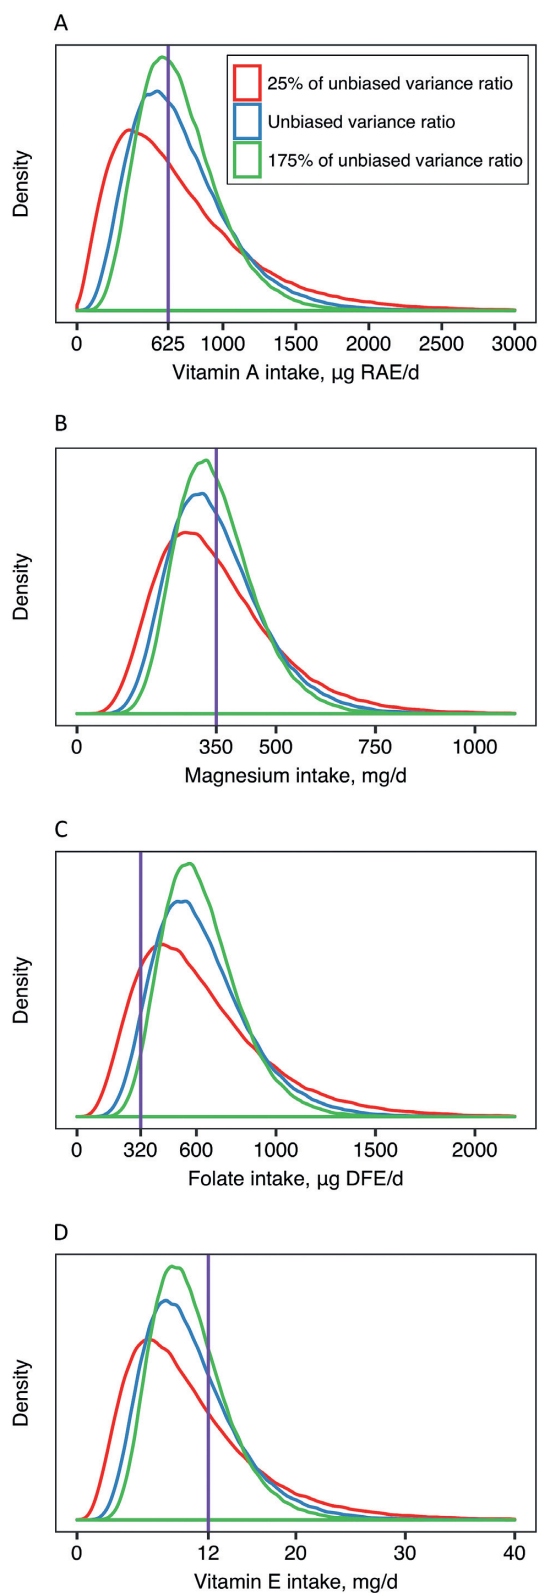 A
Density
25% of unbiased variance ratio
Unbiased variance ratio
175% of unbiased variance ratio
0 625 1000 1500 2000 2500 3000
Vitamin A intake, µg RAE/d
B
Density
0 350 500 750 1000
Magnesium intake, mg/d
C
Density
0 320 600 1000 1500 2000
Folate intake, µg DFE/d
D
Density
0 12 20 30 40
Vitamin E intake, mg/d